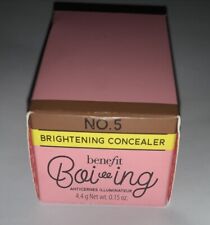 NO.5
BRIGHTENING CONCEALER
benefit
Boi-ing
ANTICERNES ILLUMINATEUR
4,4 g Net wt. 0.15 oz.